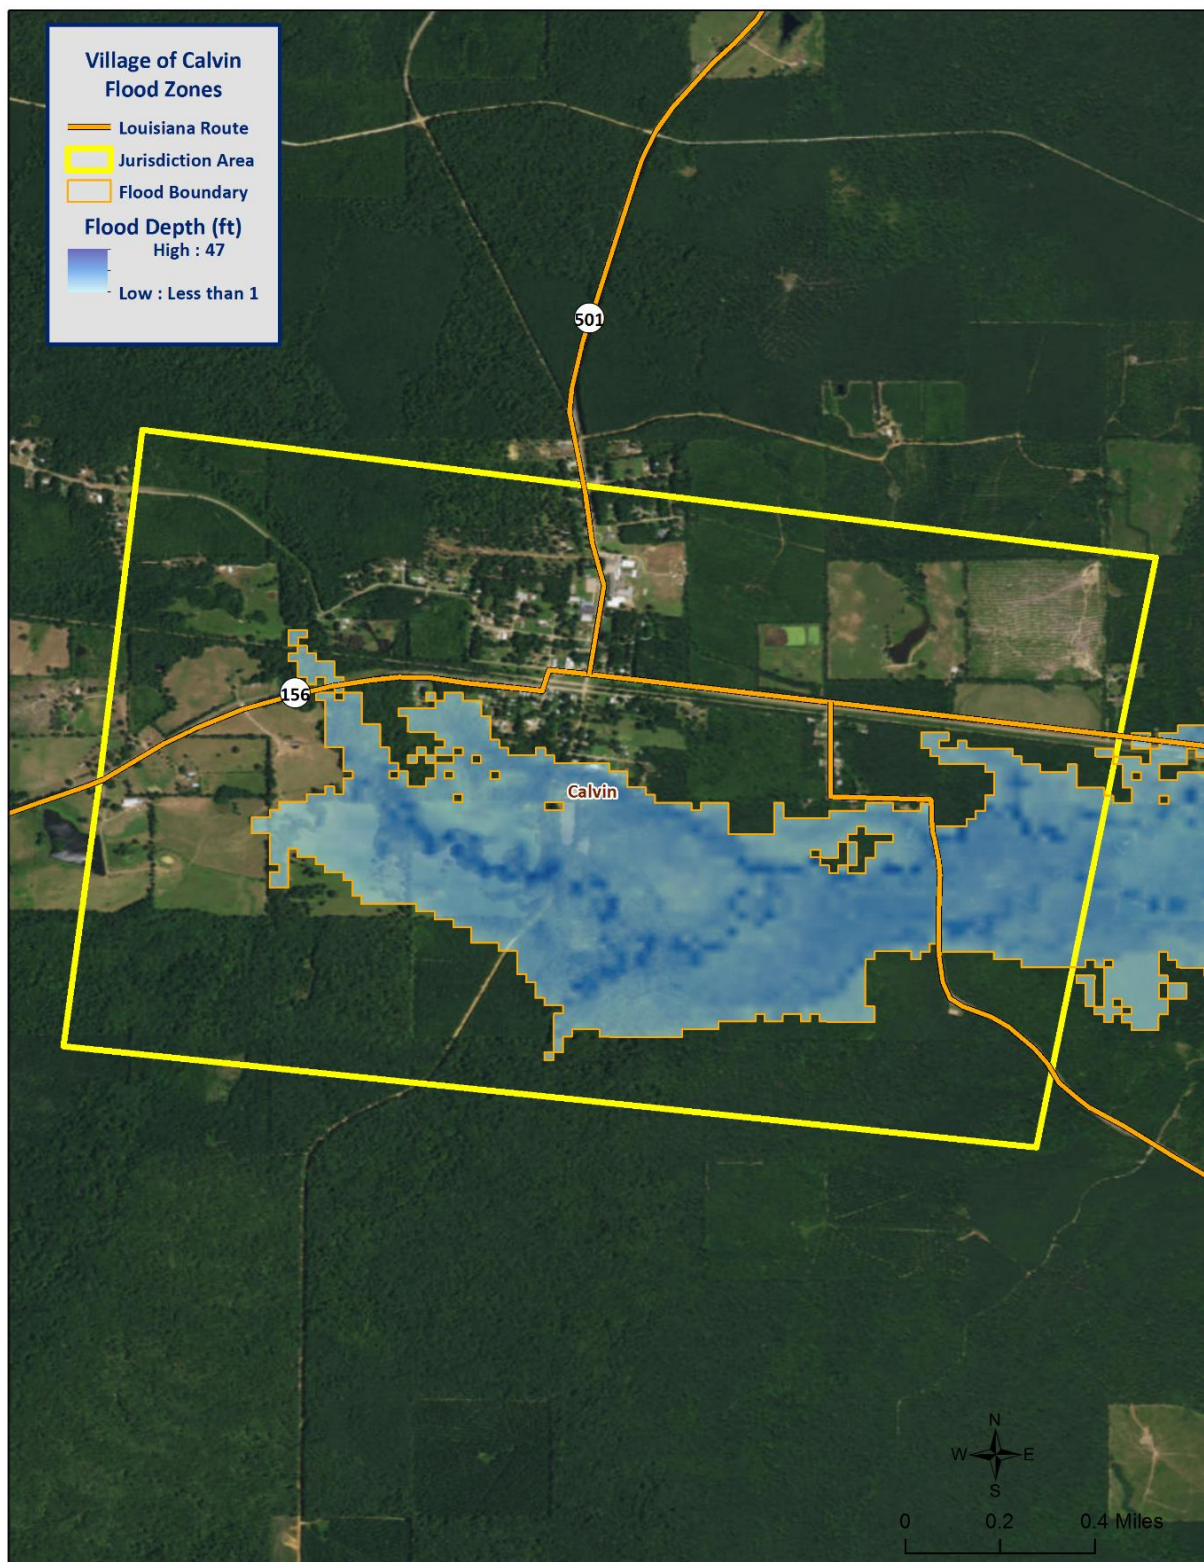 Village of Calvin
Flood Zones
Louisiana Route
Jurisdiction Area
Flood Boundary
Flood Depth (ft)
High : 47
Low : Less than 1
501
156
Calvin
N
W E
S
0 0.2 0.4 Miles